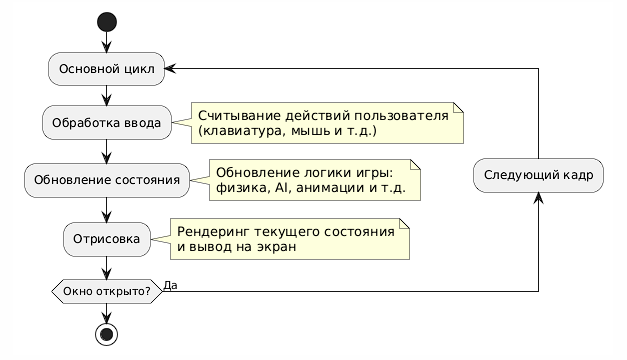 Основной цикл
Обработка ввода
Считывание действий пользователя
(клавиатура, мышь и т.д.)
Обновление состояния
Обновление логики игры:
физика, AI, анимации и т.д.
Следующий кадр
Отрисовка
Рендеринг текущего состояния
и вывод на экран
Окно открыто?
Да